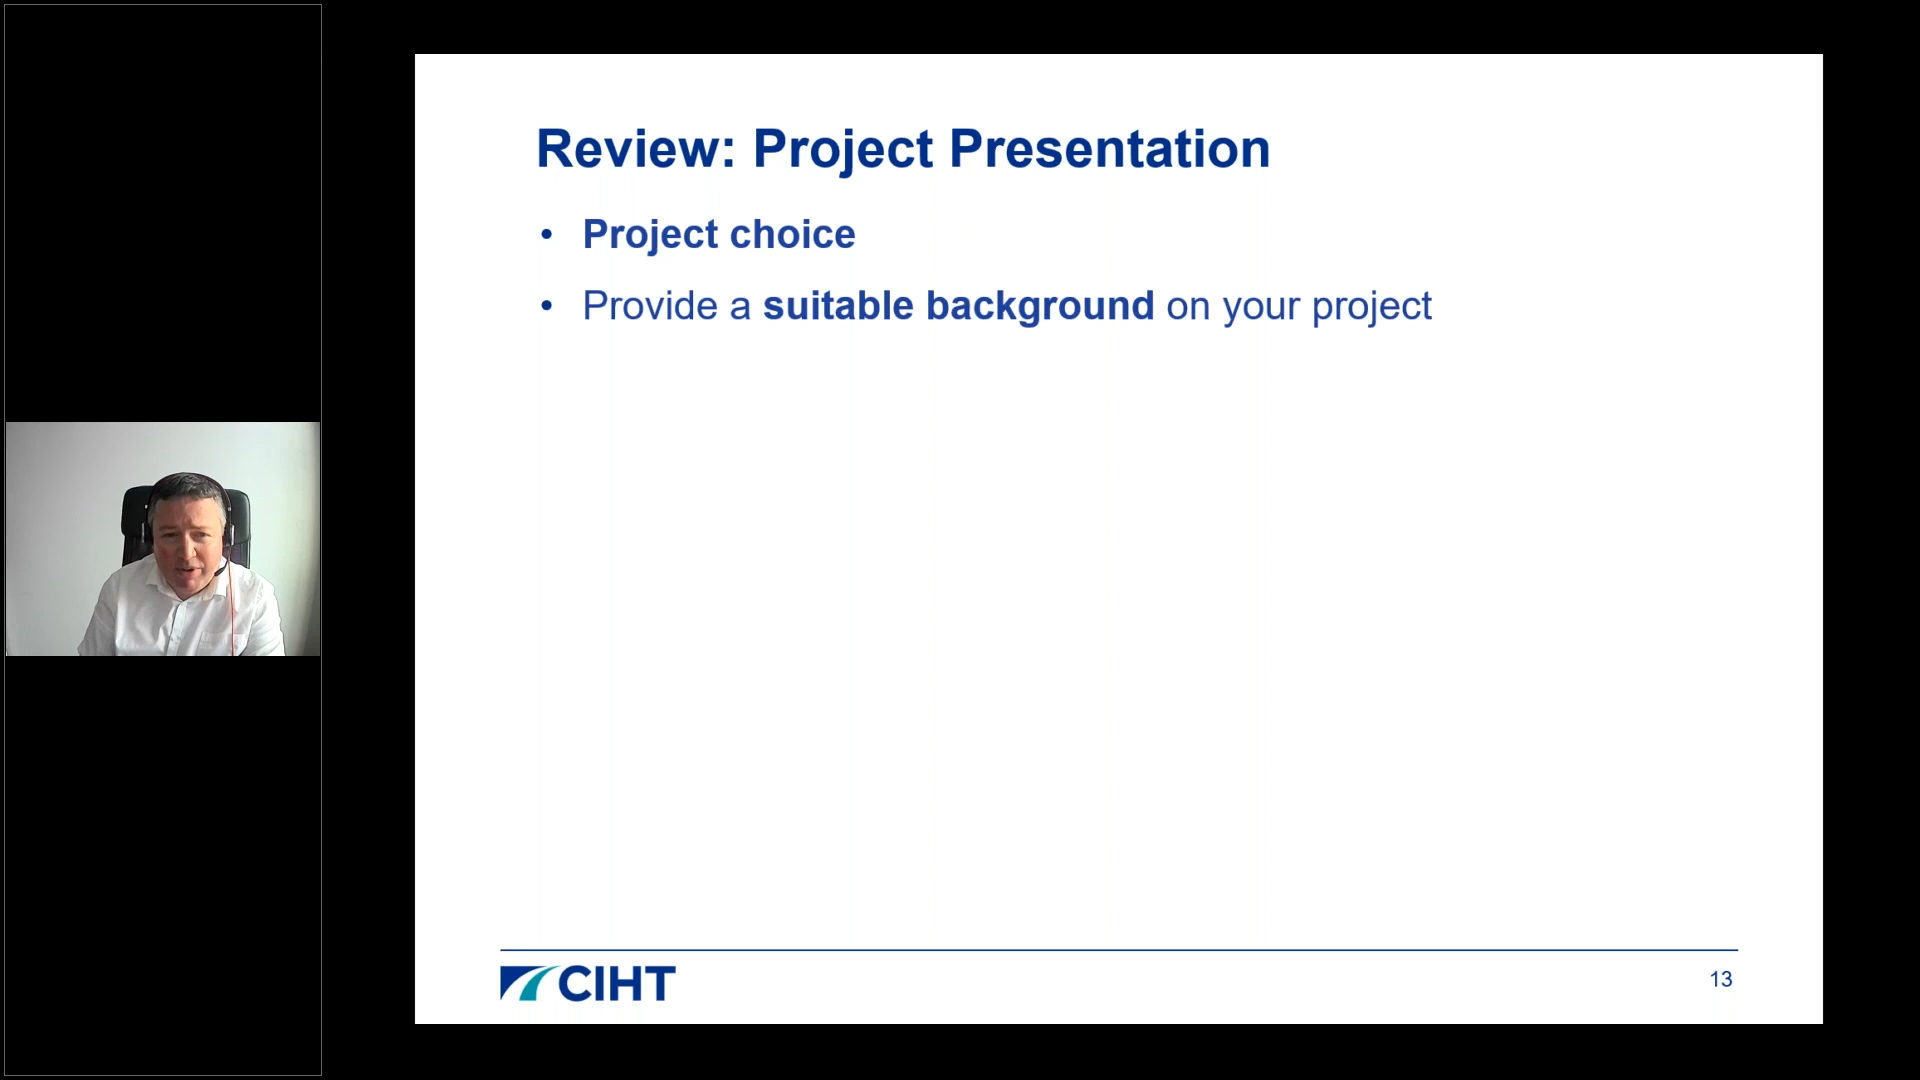 Review: Project Presentation
• Project choice
• Provide a suitable background on your project
CIHT
13